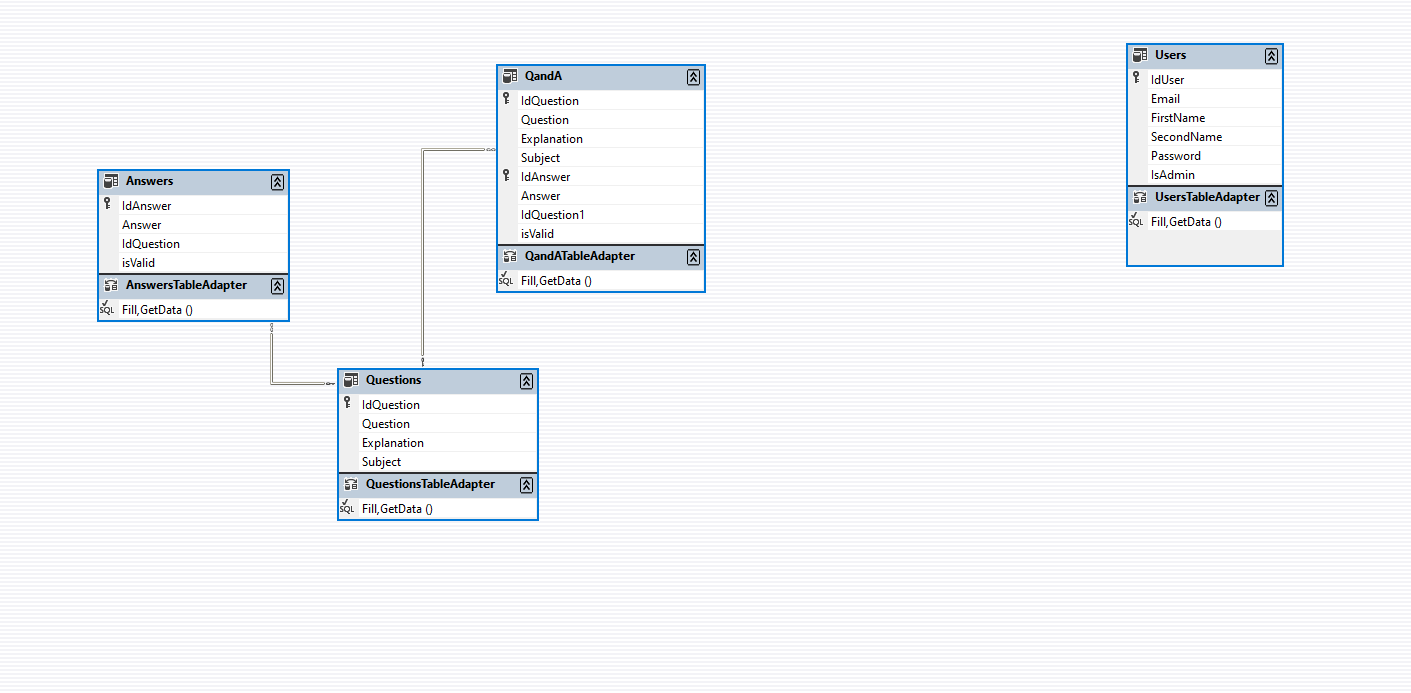 Answers
IdAnswer
Answer
IdQuestion
isValid
AnswersTableAdapter
SQL Fill,GetData ()
QandA
IdQuestion
Question
Explanation
Subject
IdAnswer
Answer
IdQuestion1
isValid
QandATableAdapter
SQL Fill,GetData ()
Questions
IdQuestion
Question
Explanation
Subject
QuestionsTableAdapter
SQL Fill,GetData ()
Users
IdUser
Email
FirstName
SecondName
Password
IsAdmin
UsersTableAdapter
SQL Fill,GetData ()